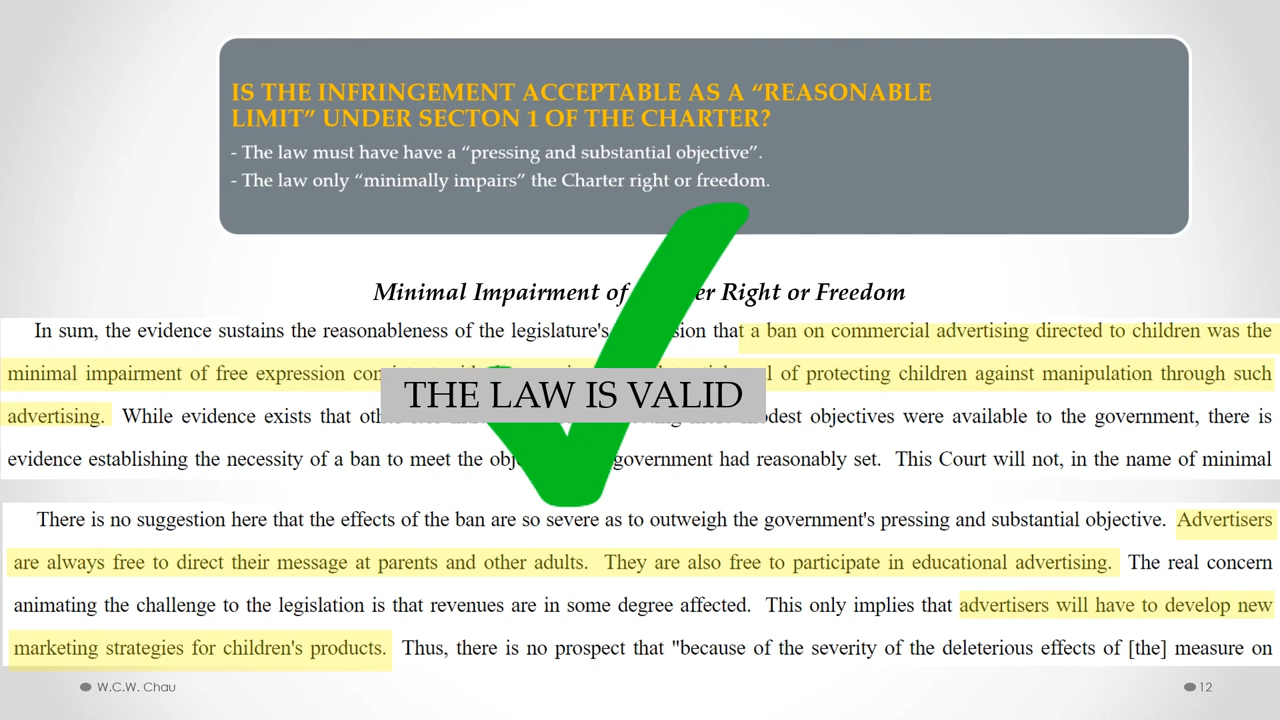 IS THE INFRINGEMENT ACCEPTABLE AS A “REASONABLE
LIMIT” UNDER SECTON 1 OF THE CHARTER?
- The law must have have a “pressing and substantial objective”.
- The law only “minimally impairs” the Charter right or freedom.
Minimal Impairment of Right or Freedom
In sum, the evidence sustains the reasonableness of the legislature's that a ban on commercial advertising directed to children was the
minimal impairment of free expression of protecting children against manipulation through such
THE LAW IS VALID
advertising. While evidence exists that objectives were available to the government, there is
evidence establishing the necessity of a ban to meet the government had reasonably set. This Court will not, in the name of minimal
There is no suggestion here that the effects of the ban are so severe as to outweigh the government's pressing and substantial objective. Advertisers
are always free to direct their message at parents and other adults. They are also free to participate in educational advertising. The real concern
animating the challenge to the legislation is that revenues are in some degree affected. This only implies that advertisers will have to develop new
marketing strategies for children's products. Thus, there is no prospect that "because of the severity of the deleterious effects of [the] measure on
W.C.W. Chau
12